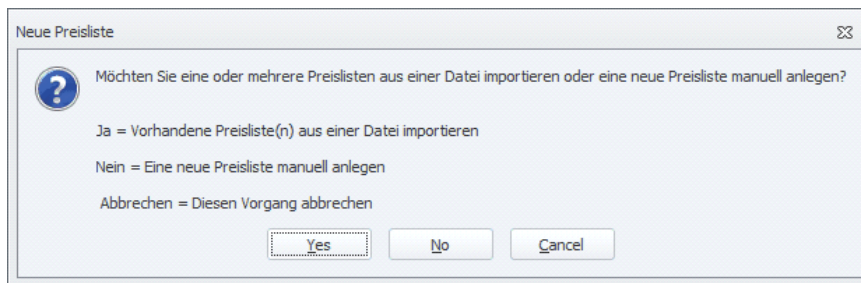 Neue Preisliste
Möchten Sie eine oder mehrere Preislisten aus einer Datei importieren oder eine neue Preisliste manuell anlegen?
Ja = Vorhandene Preisliste(n) aus einer Datei importieren
Nein = Eine neue Preisliste manuell anlegen
Abbrechen = Diesen Vorgang abbrechen
Yes No Cancel